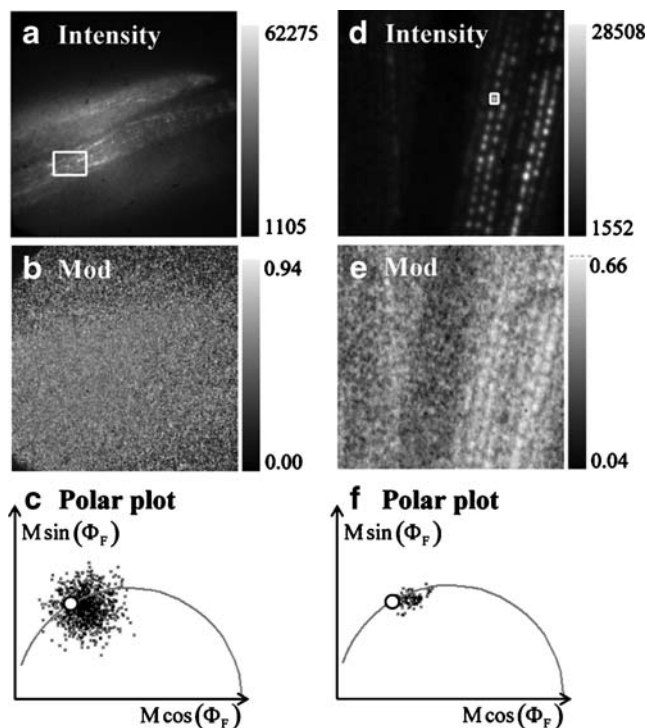 a Intensity
62275
1105
b Mod
0.94
0.00
c Polar plot
M sin(Φ_F)
M cos(Φ_F)
d Intensity
28508
1552
e Mod
0.66
0.04
f Polar plot
M sin(Φ_F)
M cos(Φ_F)